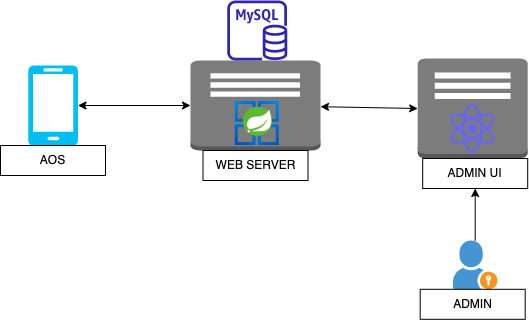 MySQL
AOS
WEB SERVER
ADMIN UI
ADMIN